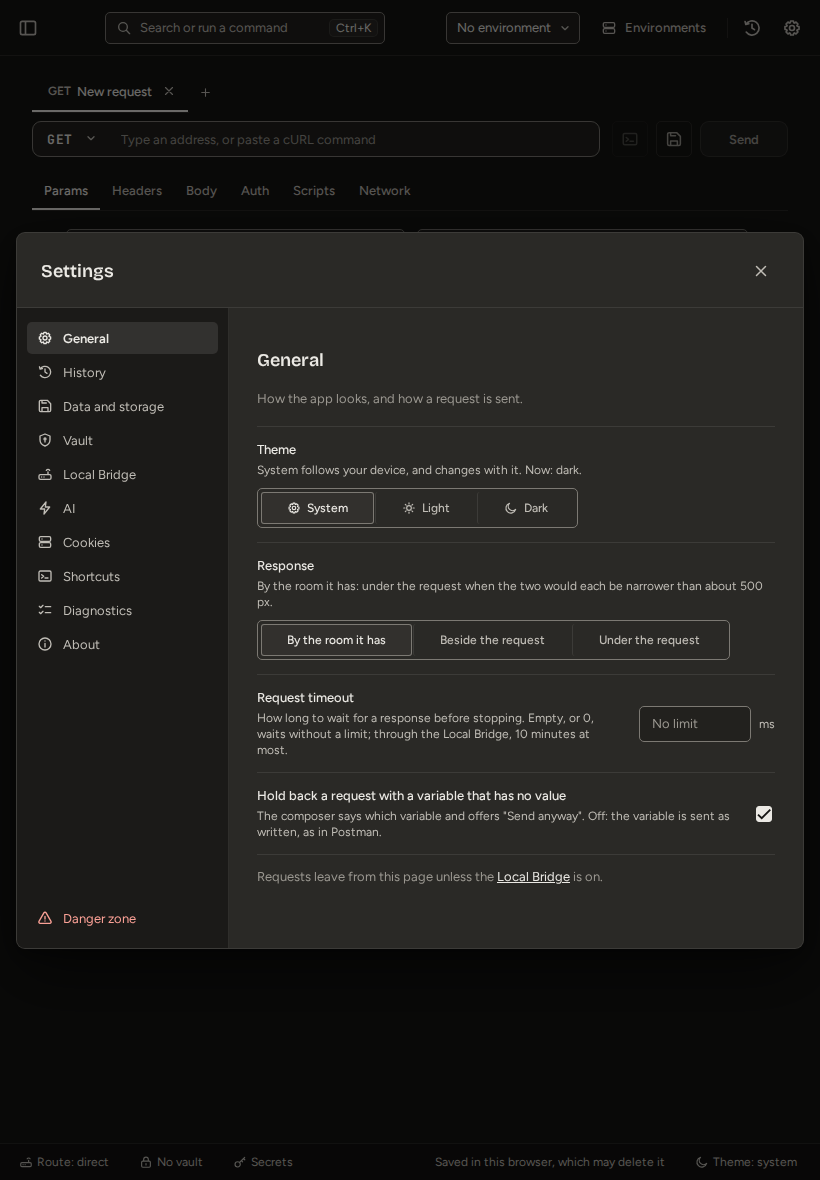 Search or run a command Ctrl+K No environment Environments
GET New request
GET Type an address, or paste a cURL command Send
Params Headers Body Auth Scripts Network
Settings
General
History
Data and storage
Vault
Local Bridge
AI
Cookies
Shortcuts
Diagnostics
About
Danger zone
General
How the app looks, and how a request is sent.
Theme
System follows your device, and changes with it. Now: dark.
System Light Dark
Response
By the room it has: under the request when the two would each be narrower than about 500
px.
By the room it has Beside the request Under the request
Request timeout
How long to wait for a response before stopping. Empty, or 0,
waits without a limit; through the Local Bridge, 10 minutes at
most.
No limit ms
Hold back a request with a variable that has no value
The composer says which variable and offers "Send anyway". Off: the variable is sent as
written, as in Postman.
Requests leave from this page unless the Local Bridge is on.
Route: direct No vault Secrets Saved in this browser, which may delete it Theme: system